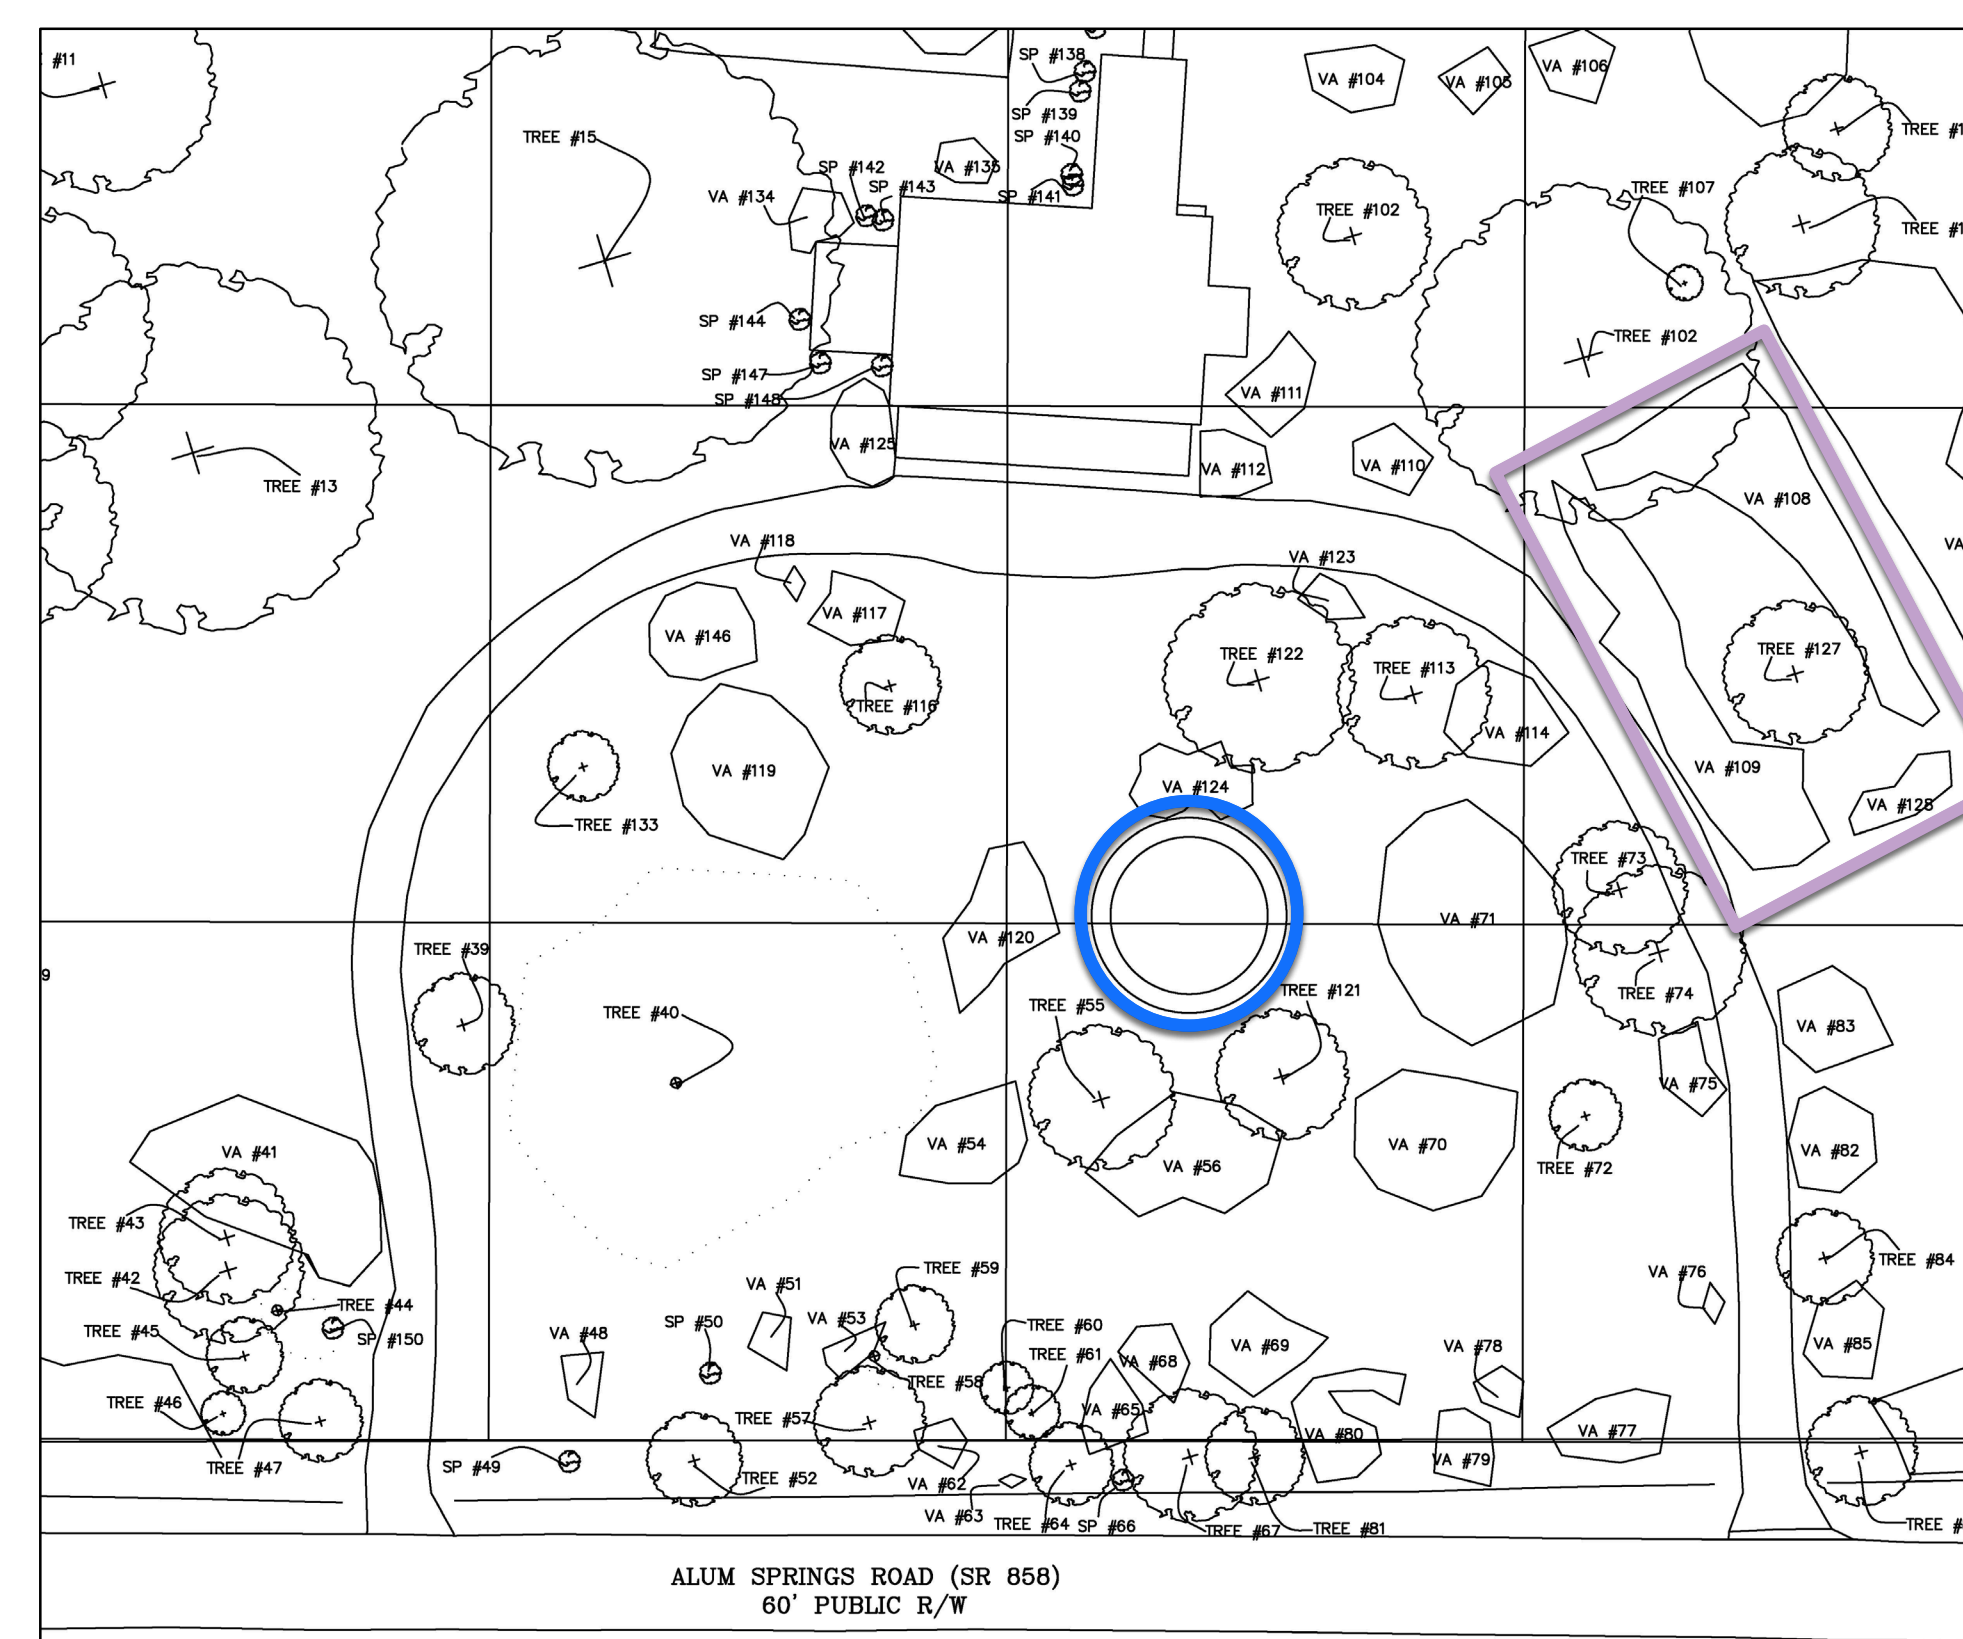 #11
SP #138
VA #104
VA #105
VA #106
SP #139
TREE #15
SP #140
TREE #1
SP #142
VA #135
SP #143
SP #141
VA #134
TREE #107
TREE #102
TREE #1
SP #144
TREE #102
SP #147
SP #148
VA #111
VA #125
VA #112
VA #110
TREE #13
VA #108
VA #118
VA
VA #123
VA #117
VA #146
TREE #122
TREE #113
TREE #127
TREE #116
VA #114
VA #119
VA #109
VA #124
VA #128
TREE #133
TREE #73
VA #71
VA #120
TREE #39
9
TREE #121
TREE #74
TREE #55
TREE #40
VA #83
VA #75
VA #54
VA #70
VA #82
VA #41
VA #56
TREE #72
TREE #43
TREE #84
TREE #59
VA #76
TREE #42
VA #51
TREE #44
VA #53
SP #50
TREE #60
TREE #45
VA #48
SP #150
VA #69
VA #78
VA #85
TREE #61
VA #68
TREE #58
TREE #46
VA #65
TREE #57
VA #80
VA #77
TREE #47
SP #49
VA #79
TREE #52
VA #62
VA #63
TREE #64
SP #66
TREE #67
TREE #81
TREE #
ALUM SPRINGS ROAD (SR 858)
60' PUBLIC R/W